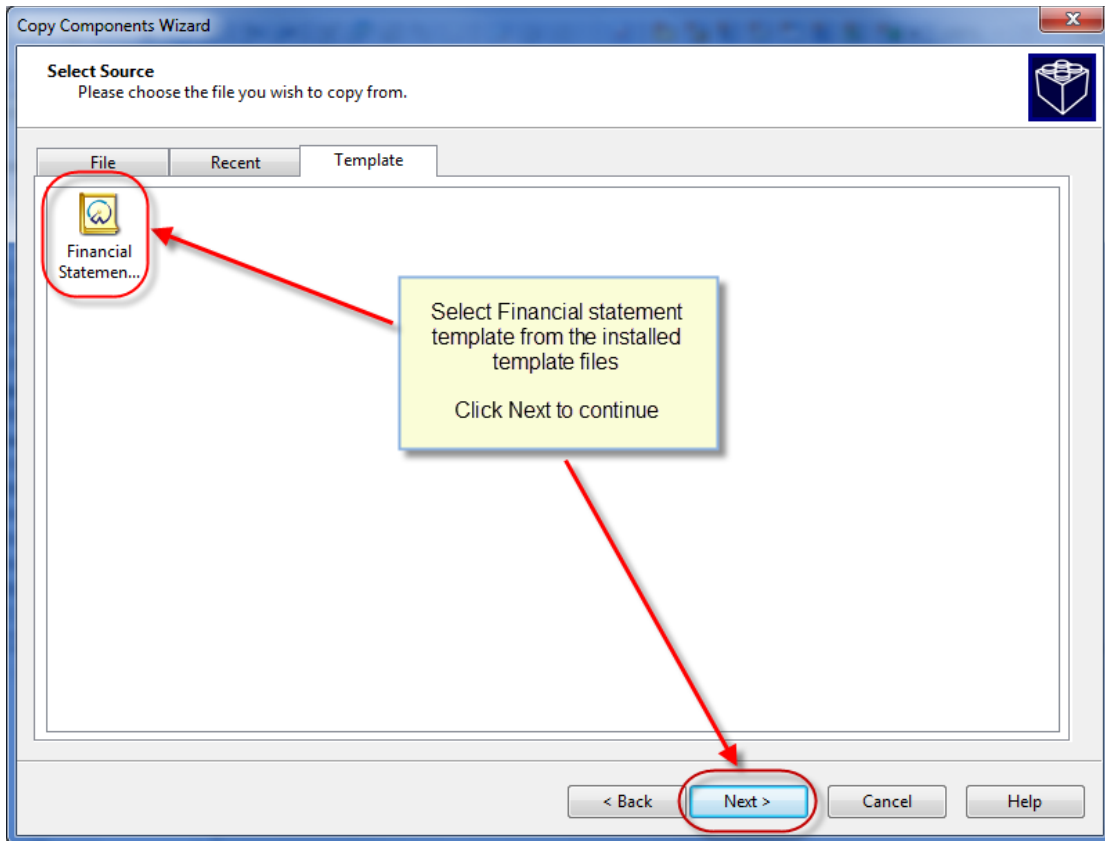 Copy Components Wizard
Select Source
Please choose the file you wish to copy from.
File
Recent
Template
Financial
Statemen...
Select Financial statement
template from the installed
template files
Click Next to continue
< Back
Next >
Cancel
Help